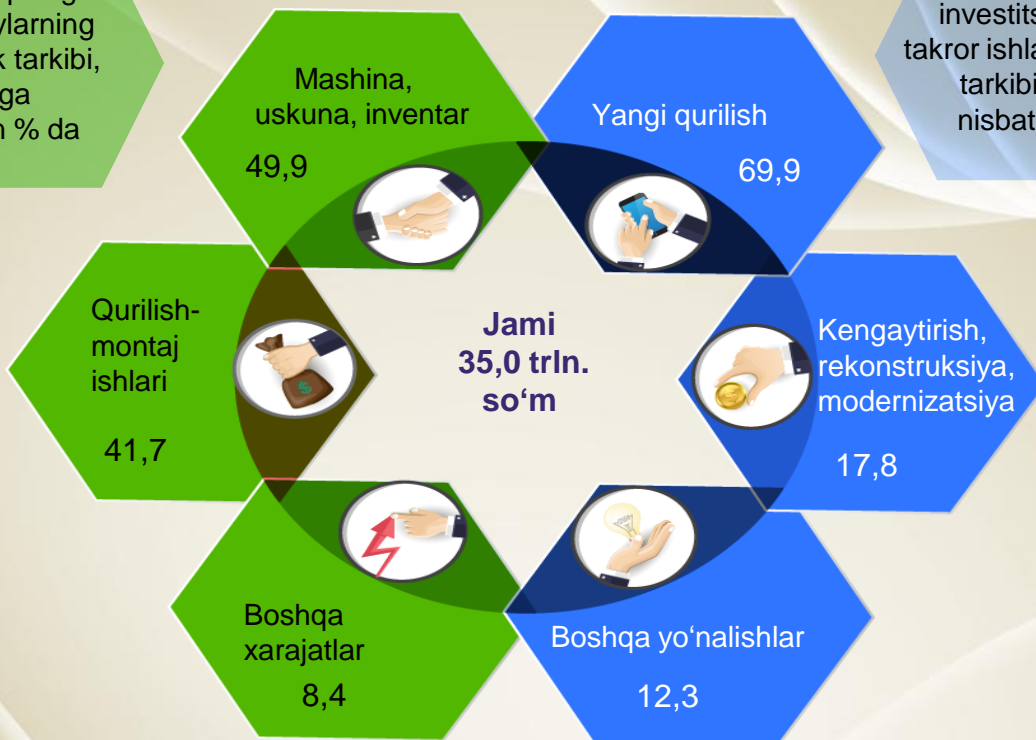 tarkibi,
% da
investits
takror ishla
tarkibi
nisbat
Mashina,
uskuna, inventar
49,9
Yangi qurilish
69,9
Qurilish-
montaj
ishlari
41,7
Jami
35,0 trln.
so‘m
Kengaytirish,
rekonstruksiya,
modernizatsiya
17,8
Boshqa
xarajatlar
8,4
Boshqa yo‘nalishlar
12,3